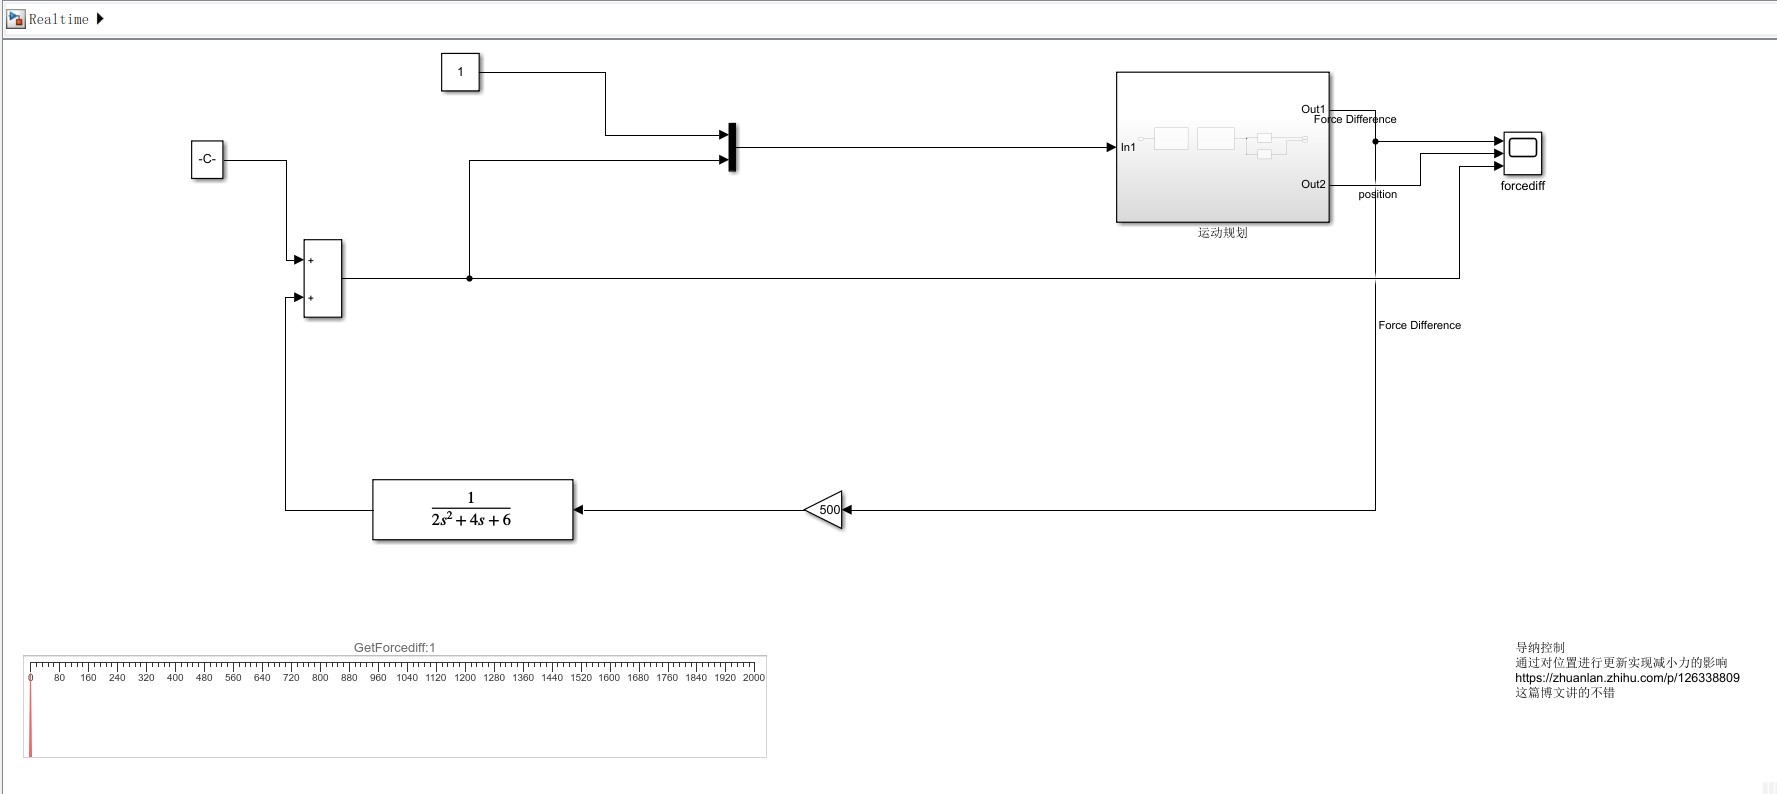 Realtime
1
-C-
Out1
Force Difference
In1
Out2
position
forcediff
运动规划
+
+
Force Difference
1
2s²+4s+6
500
GetForcediff:1
0 80 160 240 320 400 480 560 640 720 800 880 960 1040 1120 1200 1280 1360 1440 1520 1600 1680 1760 1840 1920 2000
导纳控制
通过对位置进行更新实现减小力的影响
https://zhuanlan.zhihu.com/p/126338809
这篇博文讲的不错